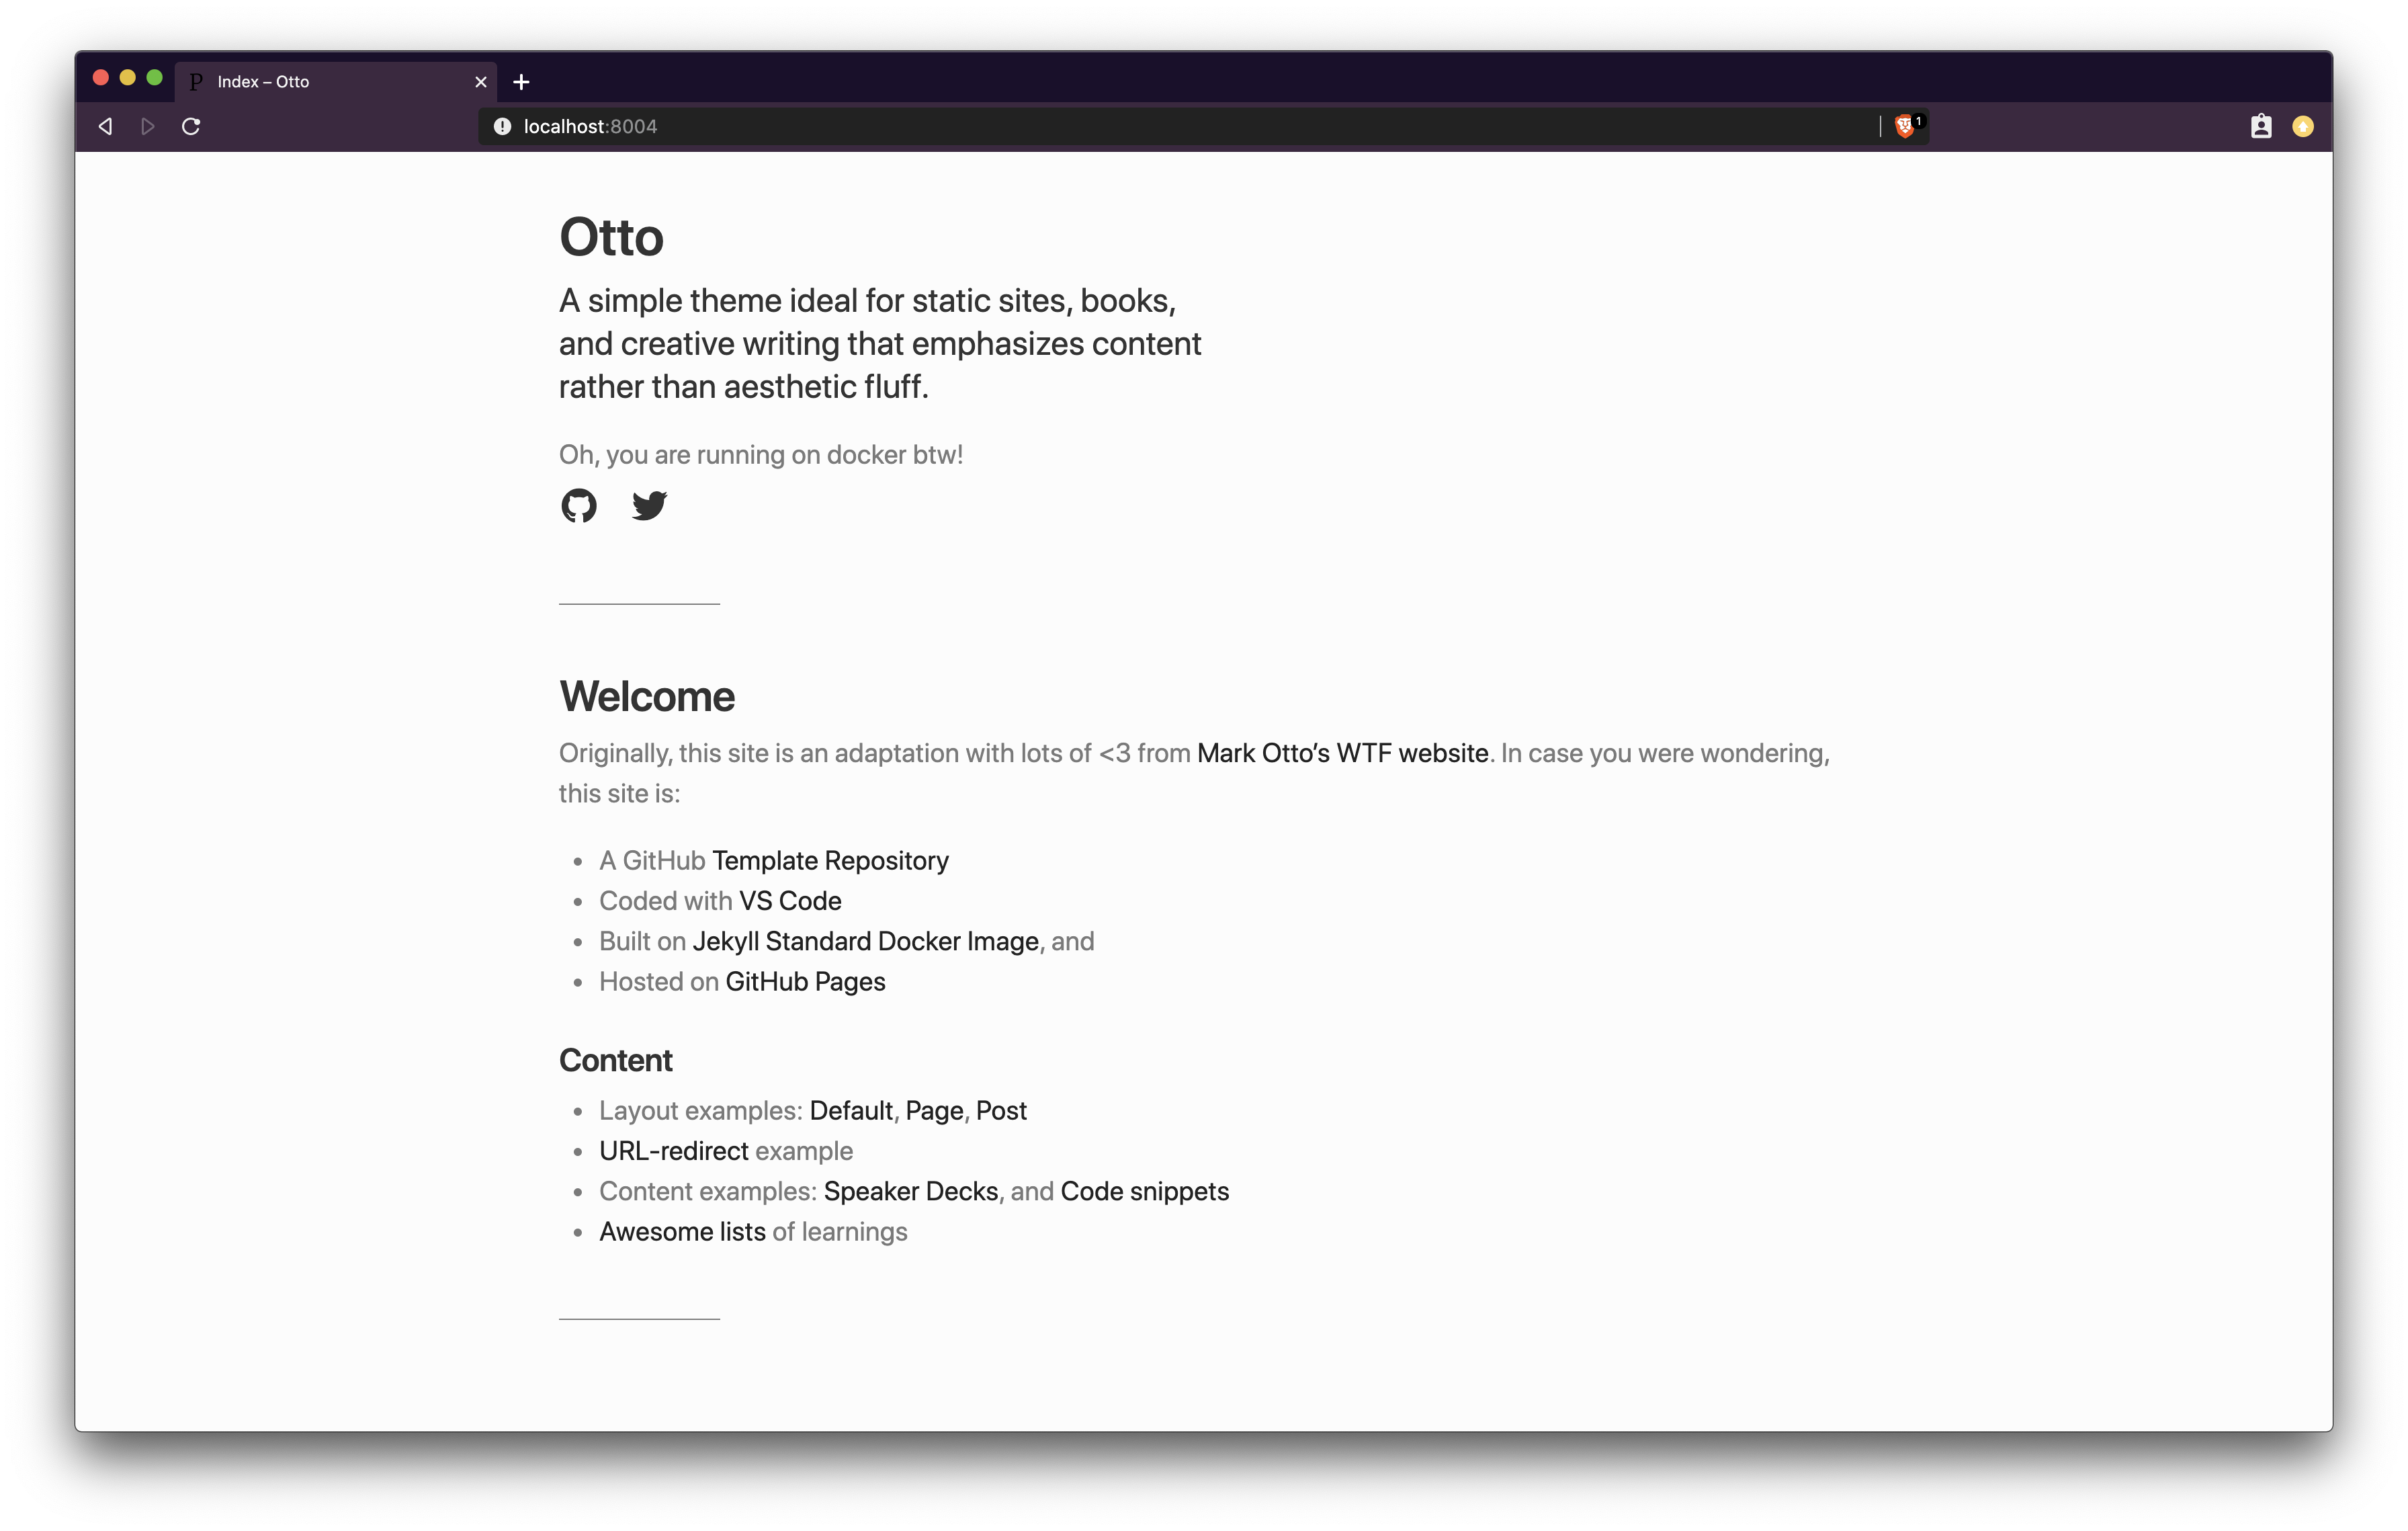 P Index – Otto
localhost:8004
1
Otto
A simple theme ideal for static sites, books,
and creative writing that emphasizes content
rather than aesthetic fluff.
Oh, you are running on docker btw!
Welcome
Originally, this site is an adaptation with lots of <3 from Mark Otto’s WTF website. In case you were wondering,
this site is:
• A GitHub Template Repository
• Coded with VS Code
• Built on Jekyll Standard Docker Image, and
• Hosted on GitHub Pages
Content
• Layout examples: Default, Page, Post
• URL-redirect example
• Content examples: Speaker Decks, and Code snippets
• Awesome lists of learnings